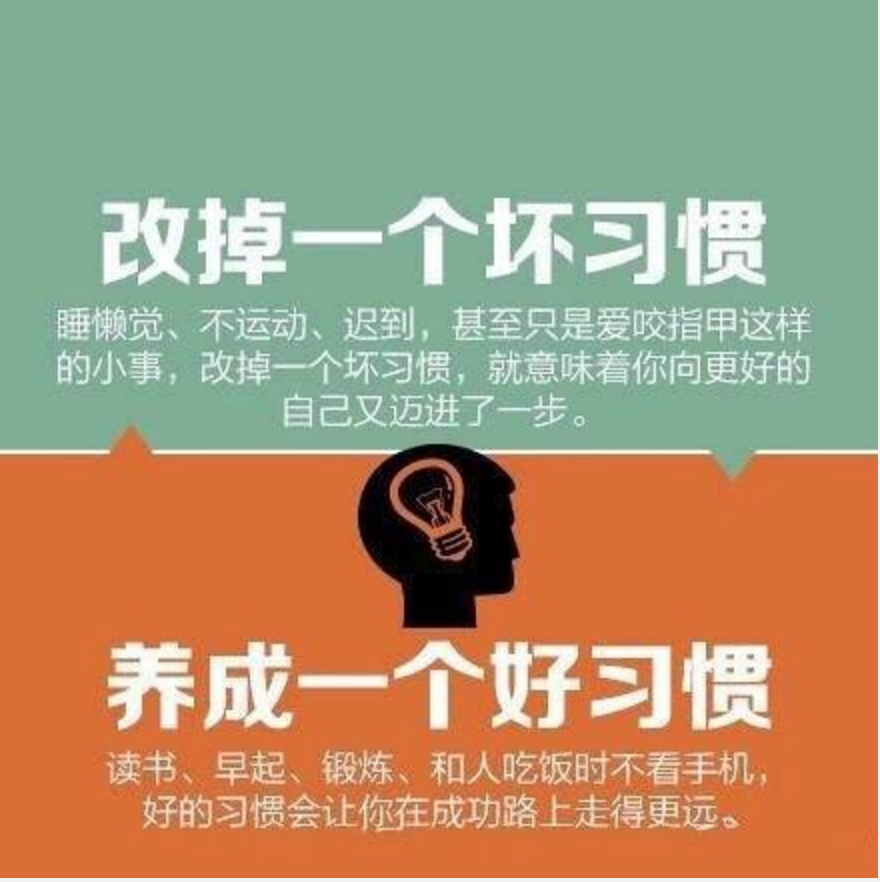 改掉一个坏习惯
睡懒觉、不运动、迟到，甚至只是爱咬指甲这样
的小事，改掉一个坏习惯，就意味着你向更好的
自己又迈进了一步。
养成一个好习惯
读书、早起、锻炼、和人吃饭时不看手机，
好的习惯会让你在成功路上走得更远。